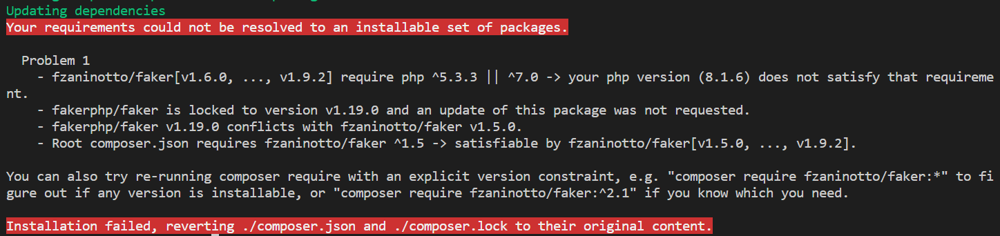 Updating dependencies
Your requirements could not be resolved to an installable set of packages.
Problem 1
- fzaninotto/faker[v1.6.0, ..., v1.9.2] require php ^5.3.3 || ^7.0 -> your php version (8.1.6) does not satisfy that requireme
nt.
- fakerphp/faker is locked to version v1.19.0 and an update of this package was not requested.
- fakerphp/faker v1.19.0 conflicts with fzaninotto/faker v1.5.0.
- Root composer.json requires fzaninotto/faker ^1.5 -> satisfiable by fzaninotto/faker[v1.5.0, ..., v1.9.2].
You can also try re-running composer require with an explicit version constraint, e.g. "composer require fzaninotto/faker:*" to fi
gure out if any version is installable, or "composer require fzaninotto/faker:^2.1" if you know which you need.
Installation failed, reverting ./composer.json and ./composer.lock to their original content.